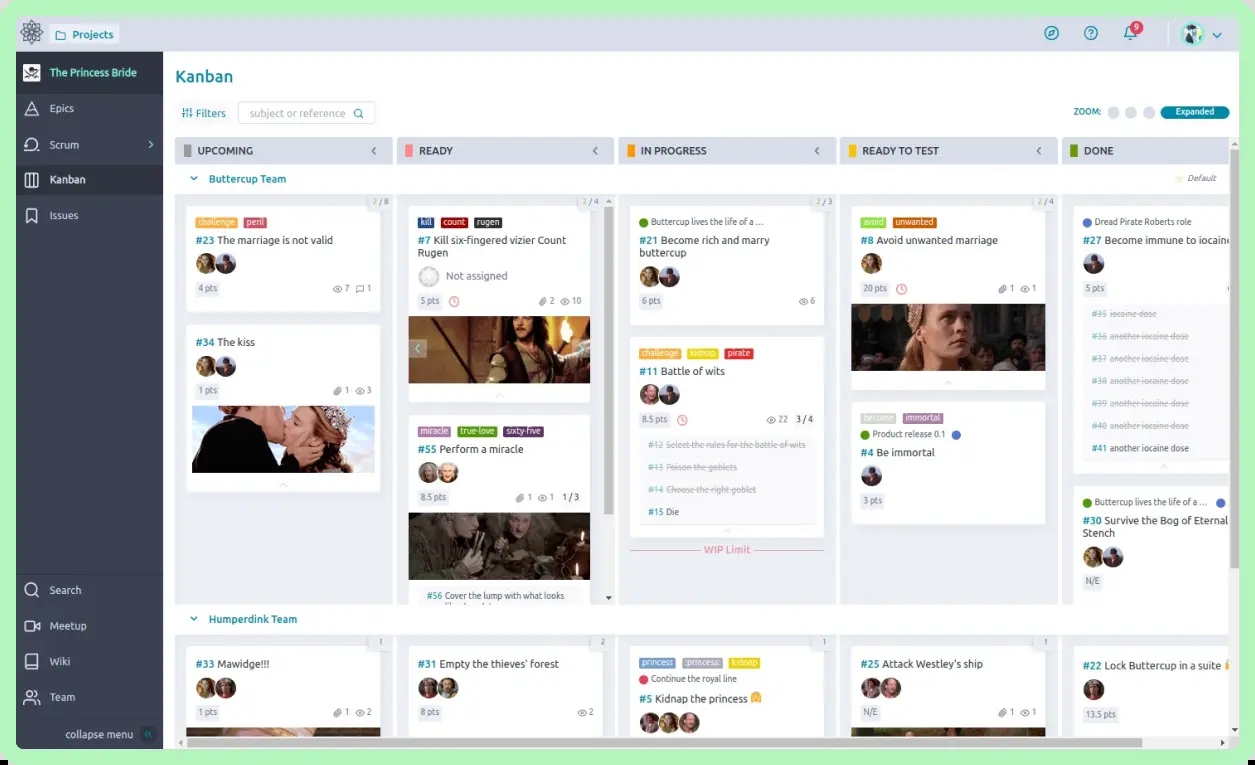 Projects
9
The Princess Bride
Epics
Scrum
Kanban
Issues
Search
Meetup
Wiki
Team
collapse menu
Kanban
Filters
subject or reference
ZOOM:
Expanded
UPCOMING
READY
IN PROGRESS
READY TO TEST
DONE
Buttercup Team
Default
2 / 8
challenge peril
#23 The marriage is not valid
4 pts
7 1
#34 The kiss
1 pts
1 3
2 / 4
kill count rugen
#7 Kill six-fingered vizier Count
Rugen
Not assigned
5 pts
2 10
miracle true-love sixty-five
#55 Perform a miracle
8.5 pts
1 1 1 / 3
#56 Cover the lump with what looks
2 / 3
Buttercup lives the life of a ...
#21 Become rich and marry
buttercup
6 pts
6
challenge kidnap pirate
#11 Battle of wits
8.5 pts
22 3 / 4
#12 Select the rules for the battle of wits
#13 Poison the goblets
#14 Choose the right goblet
#15 Die
WIP Limit
2 / 4
avoid unwanted
#8 Avoid unwanted marriage
20 pts
1 1
become immortal
Product release 0.1
#4 Be immortal
3 pts
Dread Pirate Roberts role
#27 Become immune to iocaine
5 pts
#35 iocaine dose
#36 another iocaine dose
#37 another iocaine dose
#38 another iocaine dose
#39 another iocaine dose
#40 another iocaine dose
#41 another iocaine dose
Buttercup lives the life of a ...
#30 Survive the Bog of Eternal
Stench
N/E
Humperdink Team
1
#33 Mawidge!!!
1 pts
1 2
2
#31 Empty the thieves' forest
8 pts
2
1
princess :princess: kidnap
Continue the royal line
#5 Kidnap the princess
1
#25 Attack Westley's ship
N/E
1 1
#22 Lock Buttercup in a suite
13.5 pts